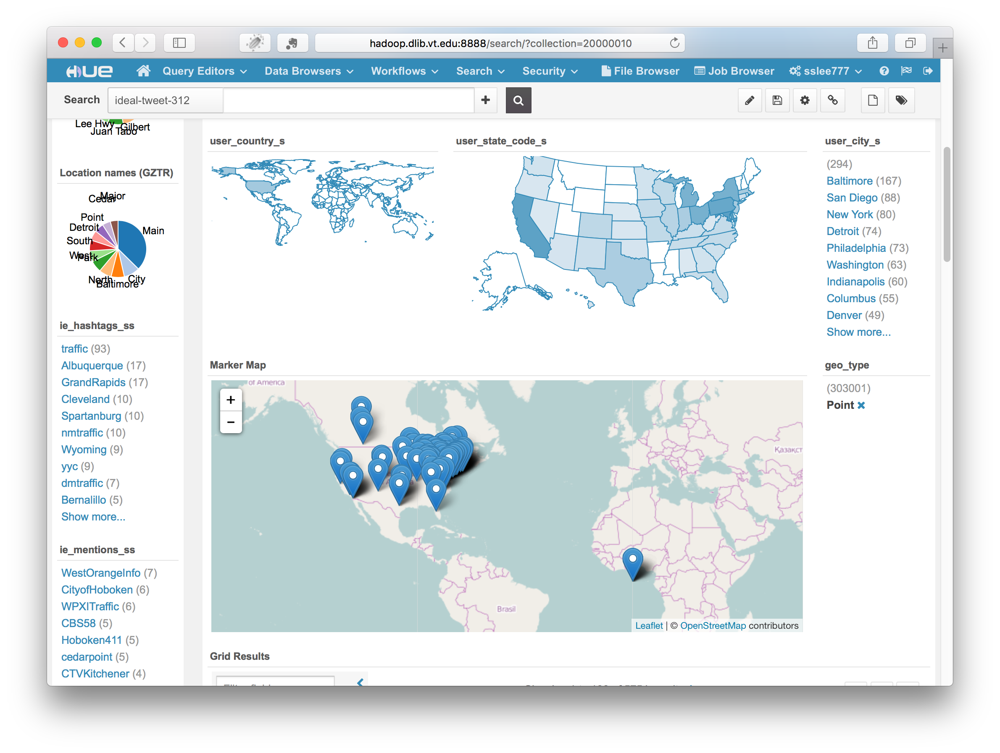 hadoop.dlib.vt.edu:8888/search/?collection=20000010
HUE
Query Editors
Data Browsers
Workflows
Search
Security
File Browser
Job Browser
sslee777
Search
ideal-tweet-312
Lee Hwy
Gilbert
Juan Tabo
Location names (GZTR)
Major
Cedar
Point
Detroit
Main
South
West
Park
North
City
Baltimore
ie_hashtags_ss
traffic (93)
Albuquerque (17)
GrandRapids (17)
Cleveland (10)
Spartanburg (10)
nmtraffic (10)
Wyoming (9)
yyc (9)
dmtraffic (7)
Bernalillo (5)
Show more...
ie_mentions_ss
WestOrangeInfo (7)
CityofHoboken (6)
WPXITraffic (6)
CBS58 (5)
Hoboken411 (5)
cedarpoint (5)
CTVKitchener (4)
user_country_s
user_state_code_s
user_city_s
(294)
Baltimore (167)
San Diego (88)
New York (80)
Detroit (74)
Philadelphia (73)
Washington (63)
Indianapolis (60)
Columbus (55)
Denver (49)
Show more...
Marker Map
+
−
of America
Brasil
Leaflet | © OpenStreetMap contributors
geo_type
(303001)
Point ×
Grid Results